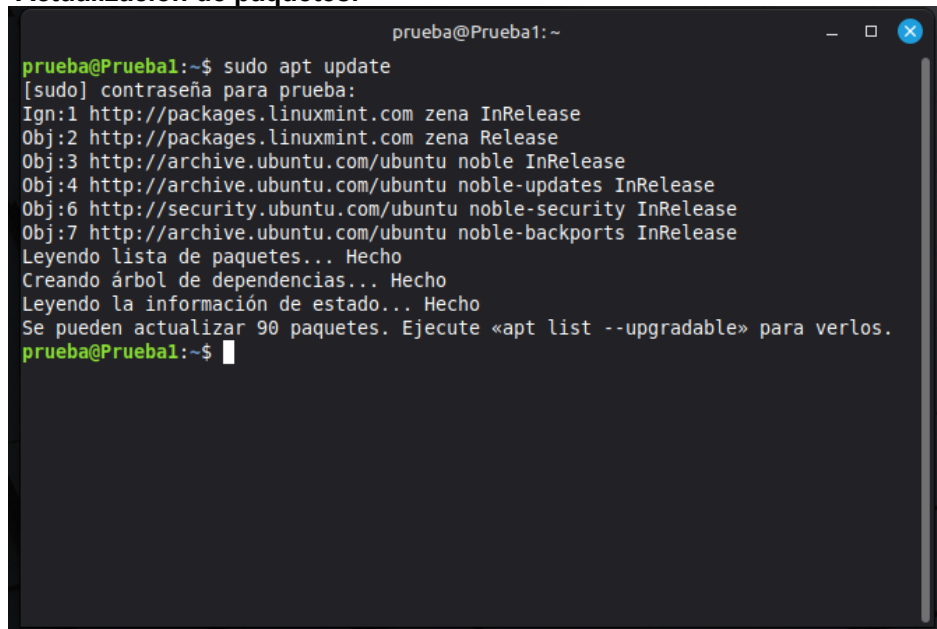 Actualización de paquetes.
prueba@Prueba1: ~
prueba@Prueba1:~$ sudo apt update
[sudo] contraseña para prueba:
Ign:1 http://packages.linuxmint.com zena InRelease
Obj:2 http://packages.linuxmint.com zena Release
Obj:3 http://archive.ubuntu.com/ubuntu noble InRelease
Obj:4 http://archive.ubuntu.com/ubuntu noble-updates InRelease
Obj:6 http://security.ubuntu.com/ubuntu noble-security InRelease
Obj:7 http://archive.ubuntu.com/ubuntu noble-backports InRelease
Leyendo lista de paquetes... Hecho
Creando árbol de dependencias... Hecho
Leyendo la información de estado... Hecho
Se pueden actualizar 90 paquetes. Ejecute «apt list --upgradable» para verlos.
prueba@Prueba1:~$